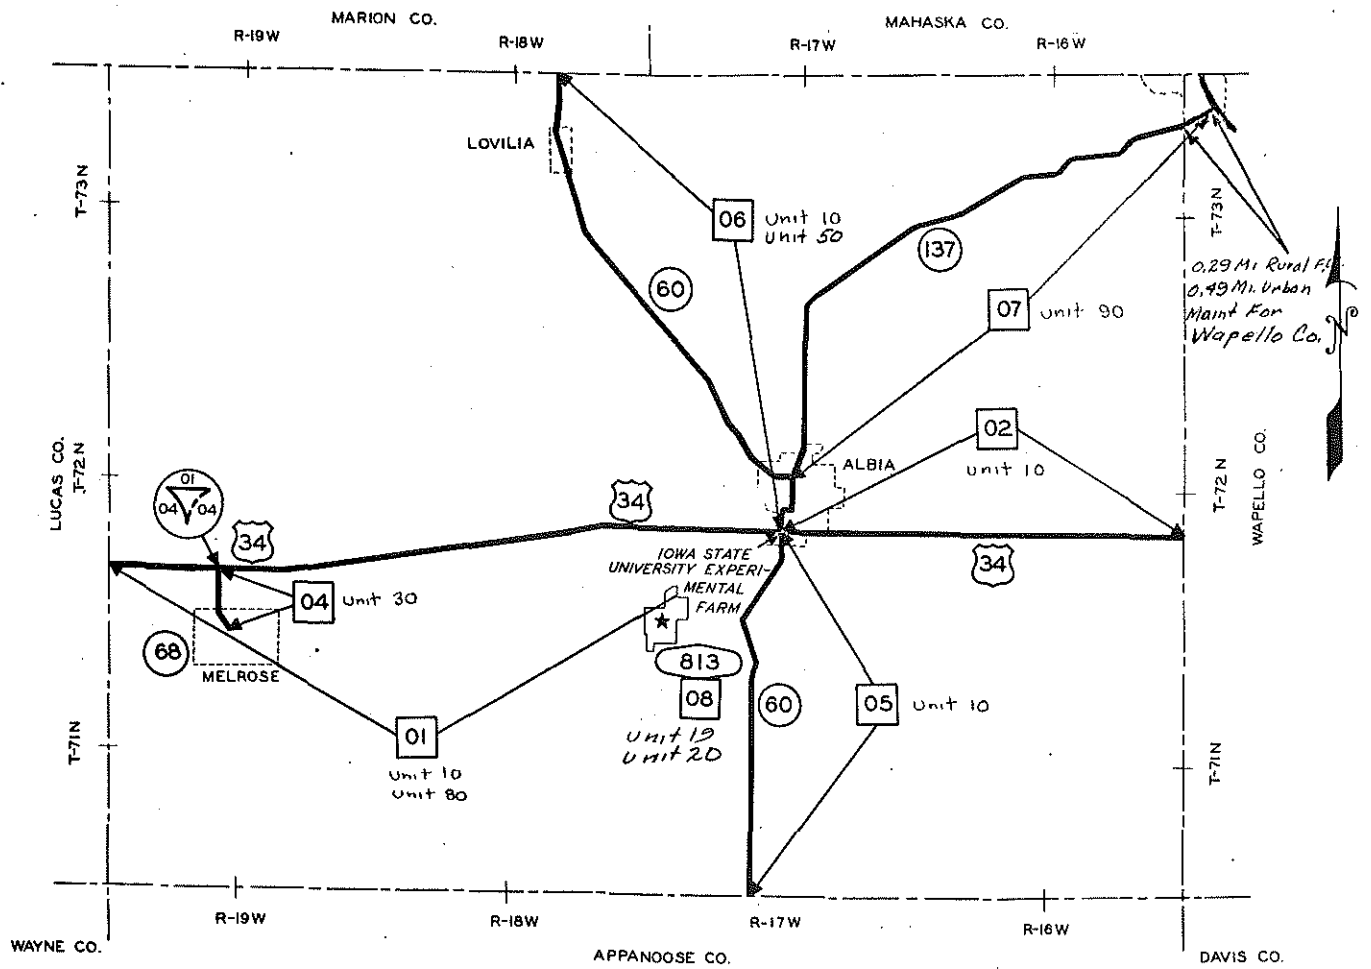 MARION CO.
MAHASKA CO.
R-19W
R-18W
R-17W
R-16W
LOVILIA
T-73N
T-73N
06
Unit 10
Unit 50
137
60
0.29 Mi Rural
0.49 Mi. Urban
Maint For
Wapello Co.
N
07
Unit 90
02
Unit 10
ALBIA
LUCAS CO.
T-72N
T-72N
WAPELLO CO.
01
04
04
34
34
34
IOWA STATE
UNIVERSITY EXPERI-
MENTAL
FARM
04
Unit 30
68
MELROSE
813
08
Unit 19
Unit 20
60
05
Unit 10
01
Unit 10
Unit 80
T-71N
T-71N
R-19W
R-18W
R-17W
R-16W
WAYNE CO.
APPANOOSE CO.
DAVIS CO.